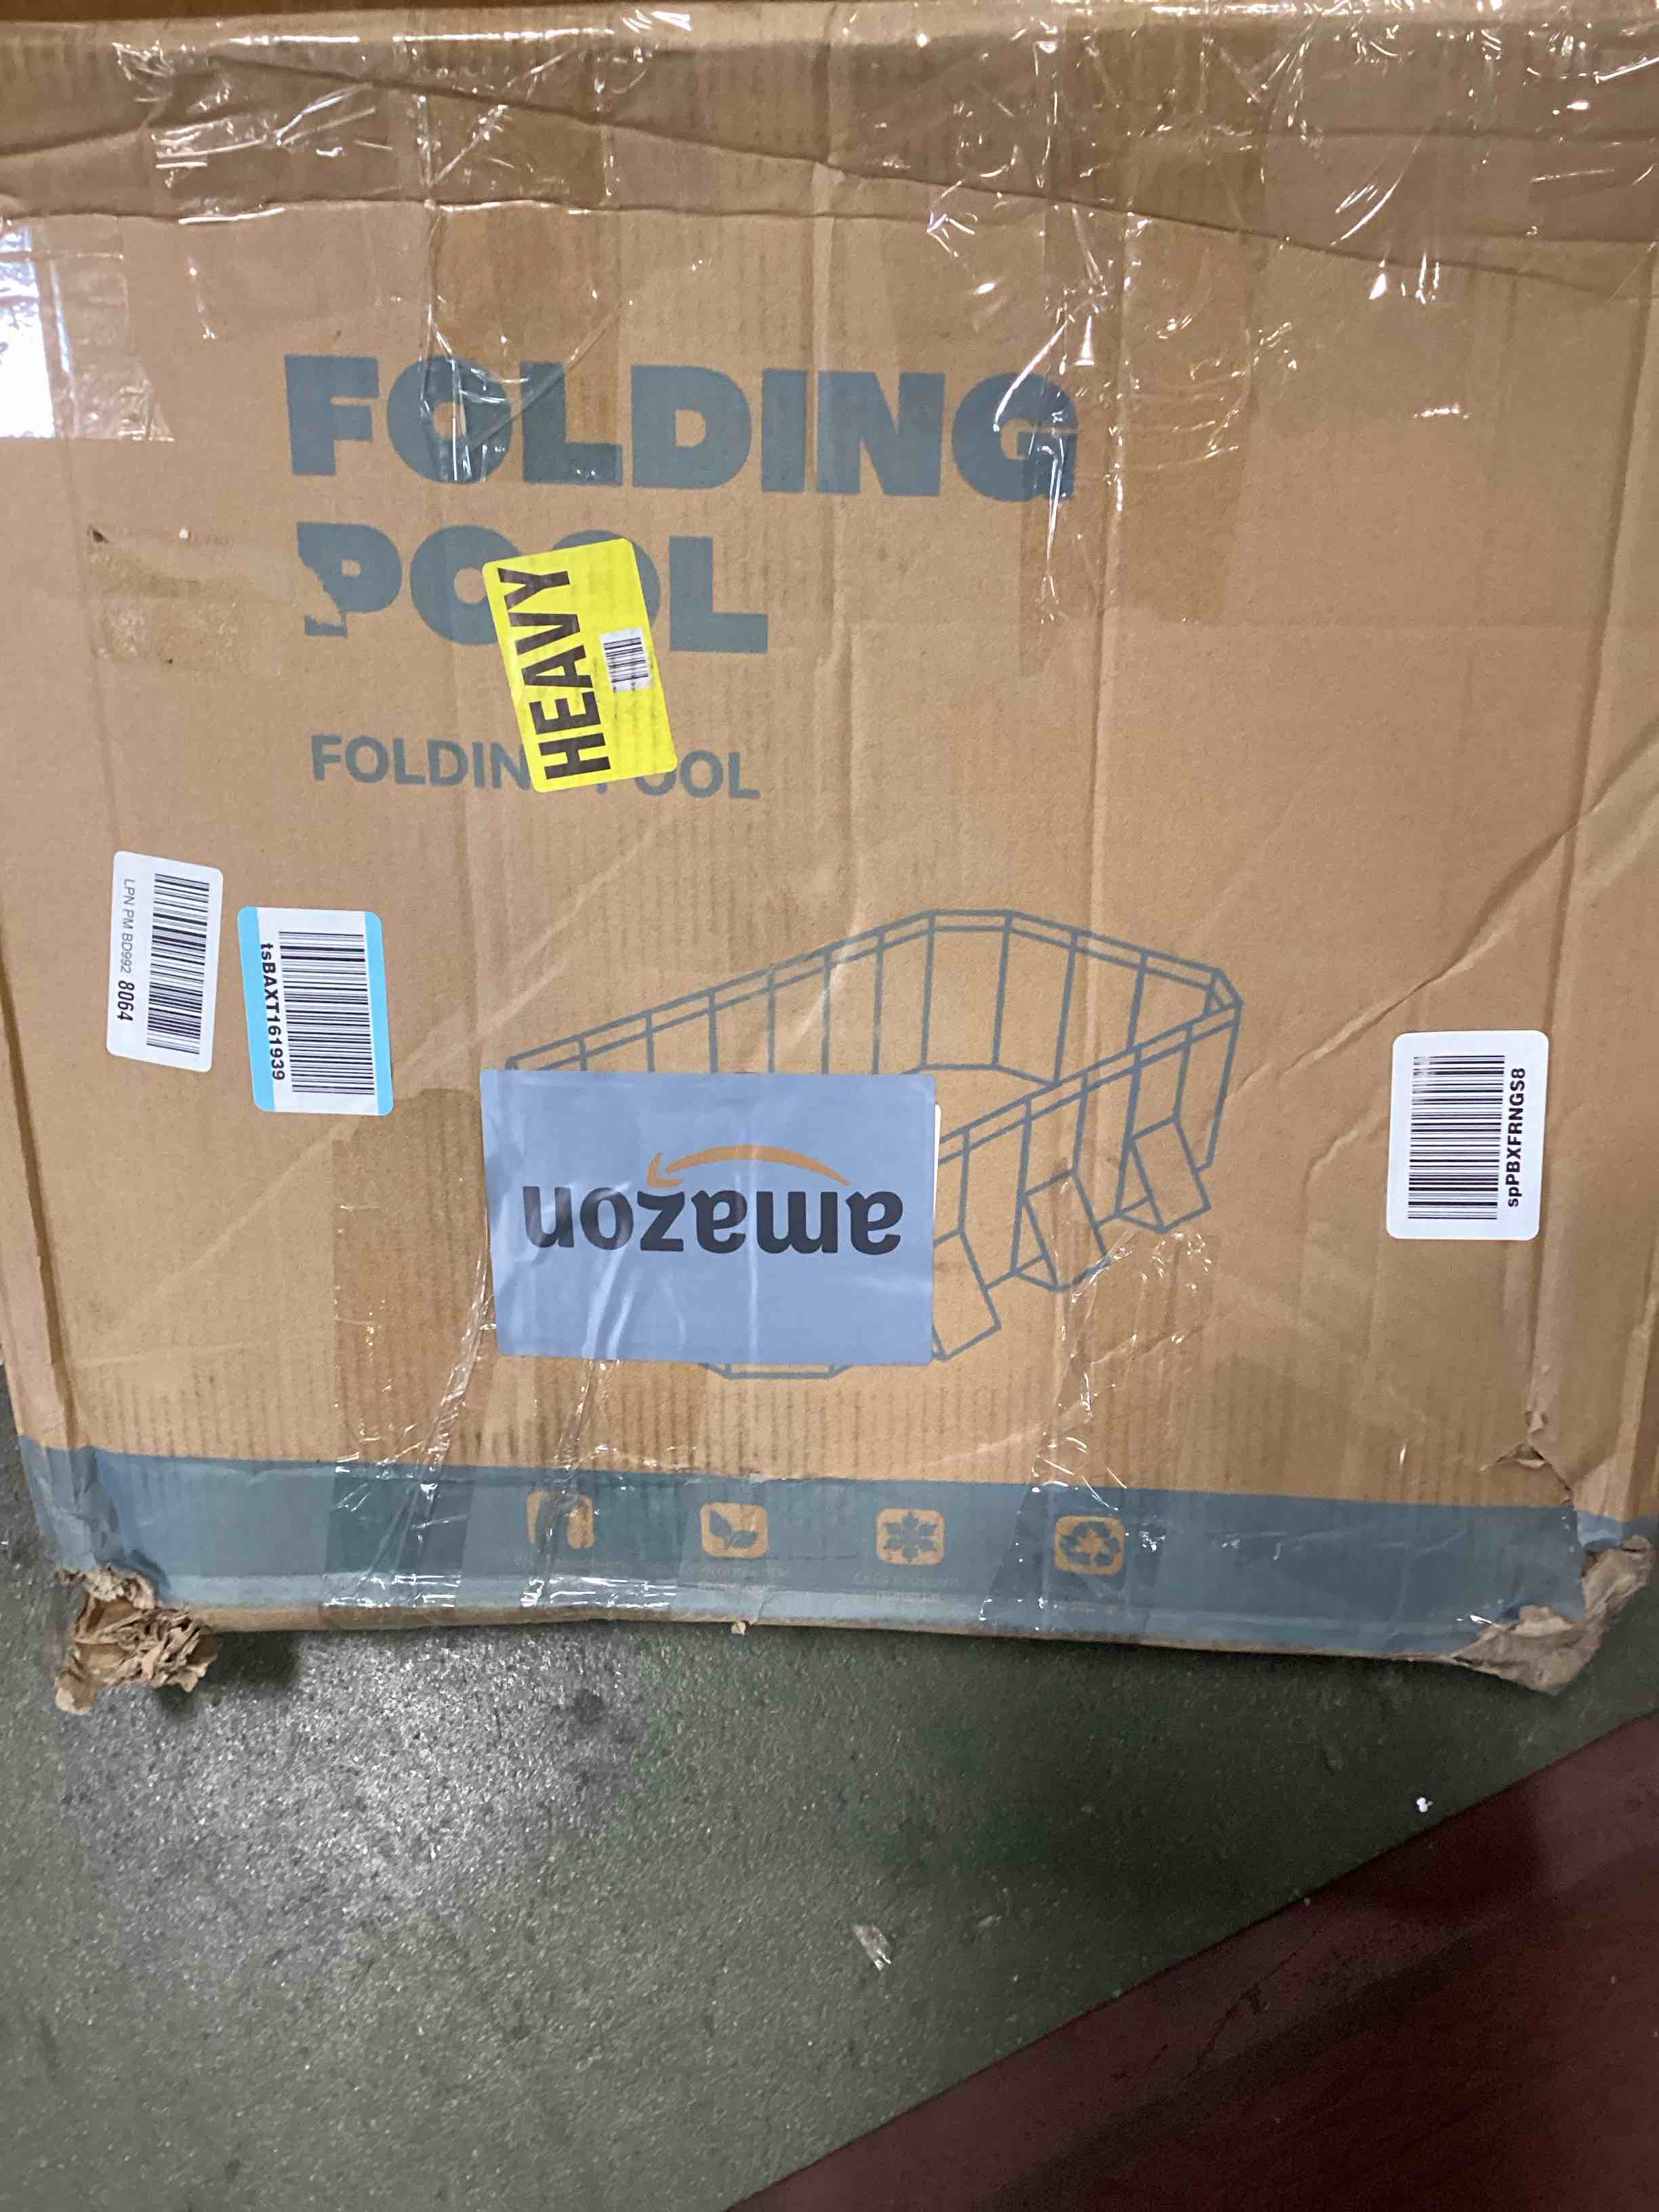 FOLDING
POOL
HEAVY
FOLDIN POOL
LPN PM BD992 8064
tsBAXT161939
amazon
spPBXFRNGS8